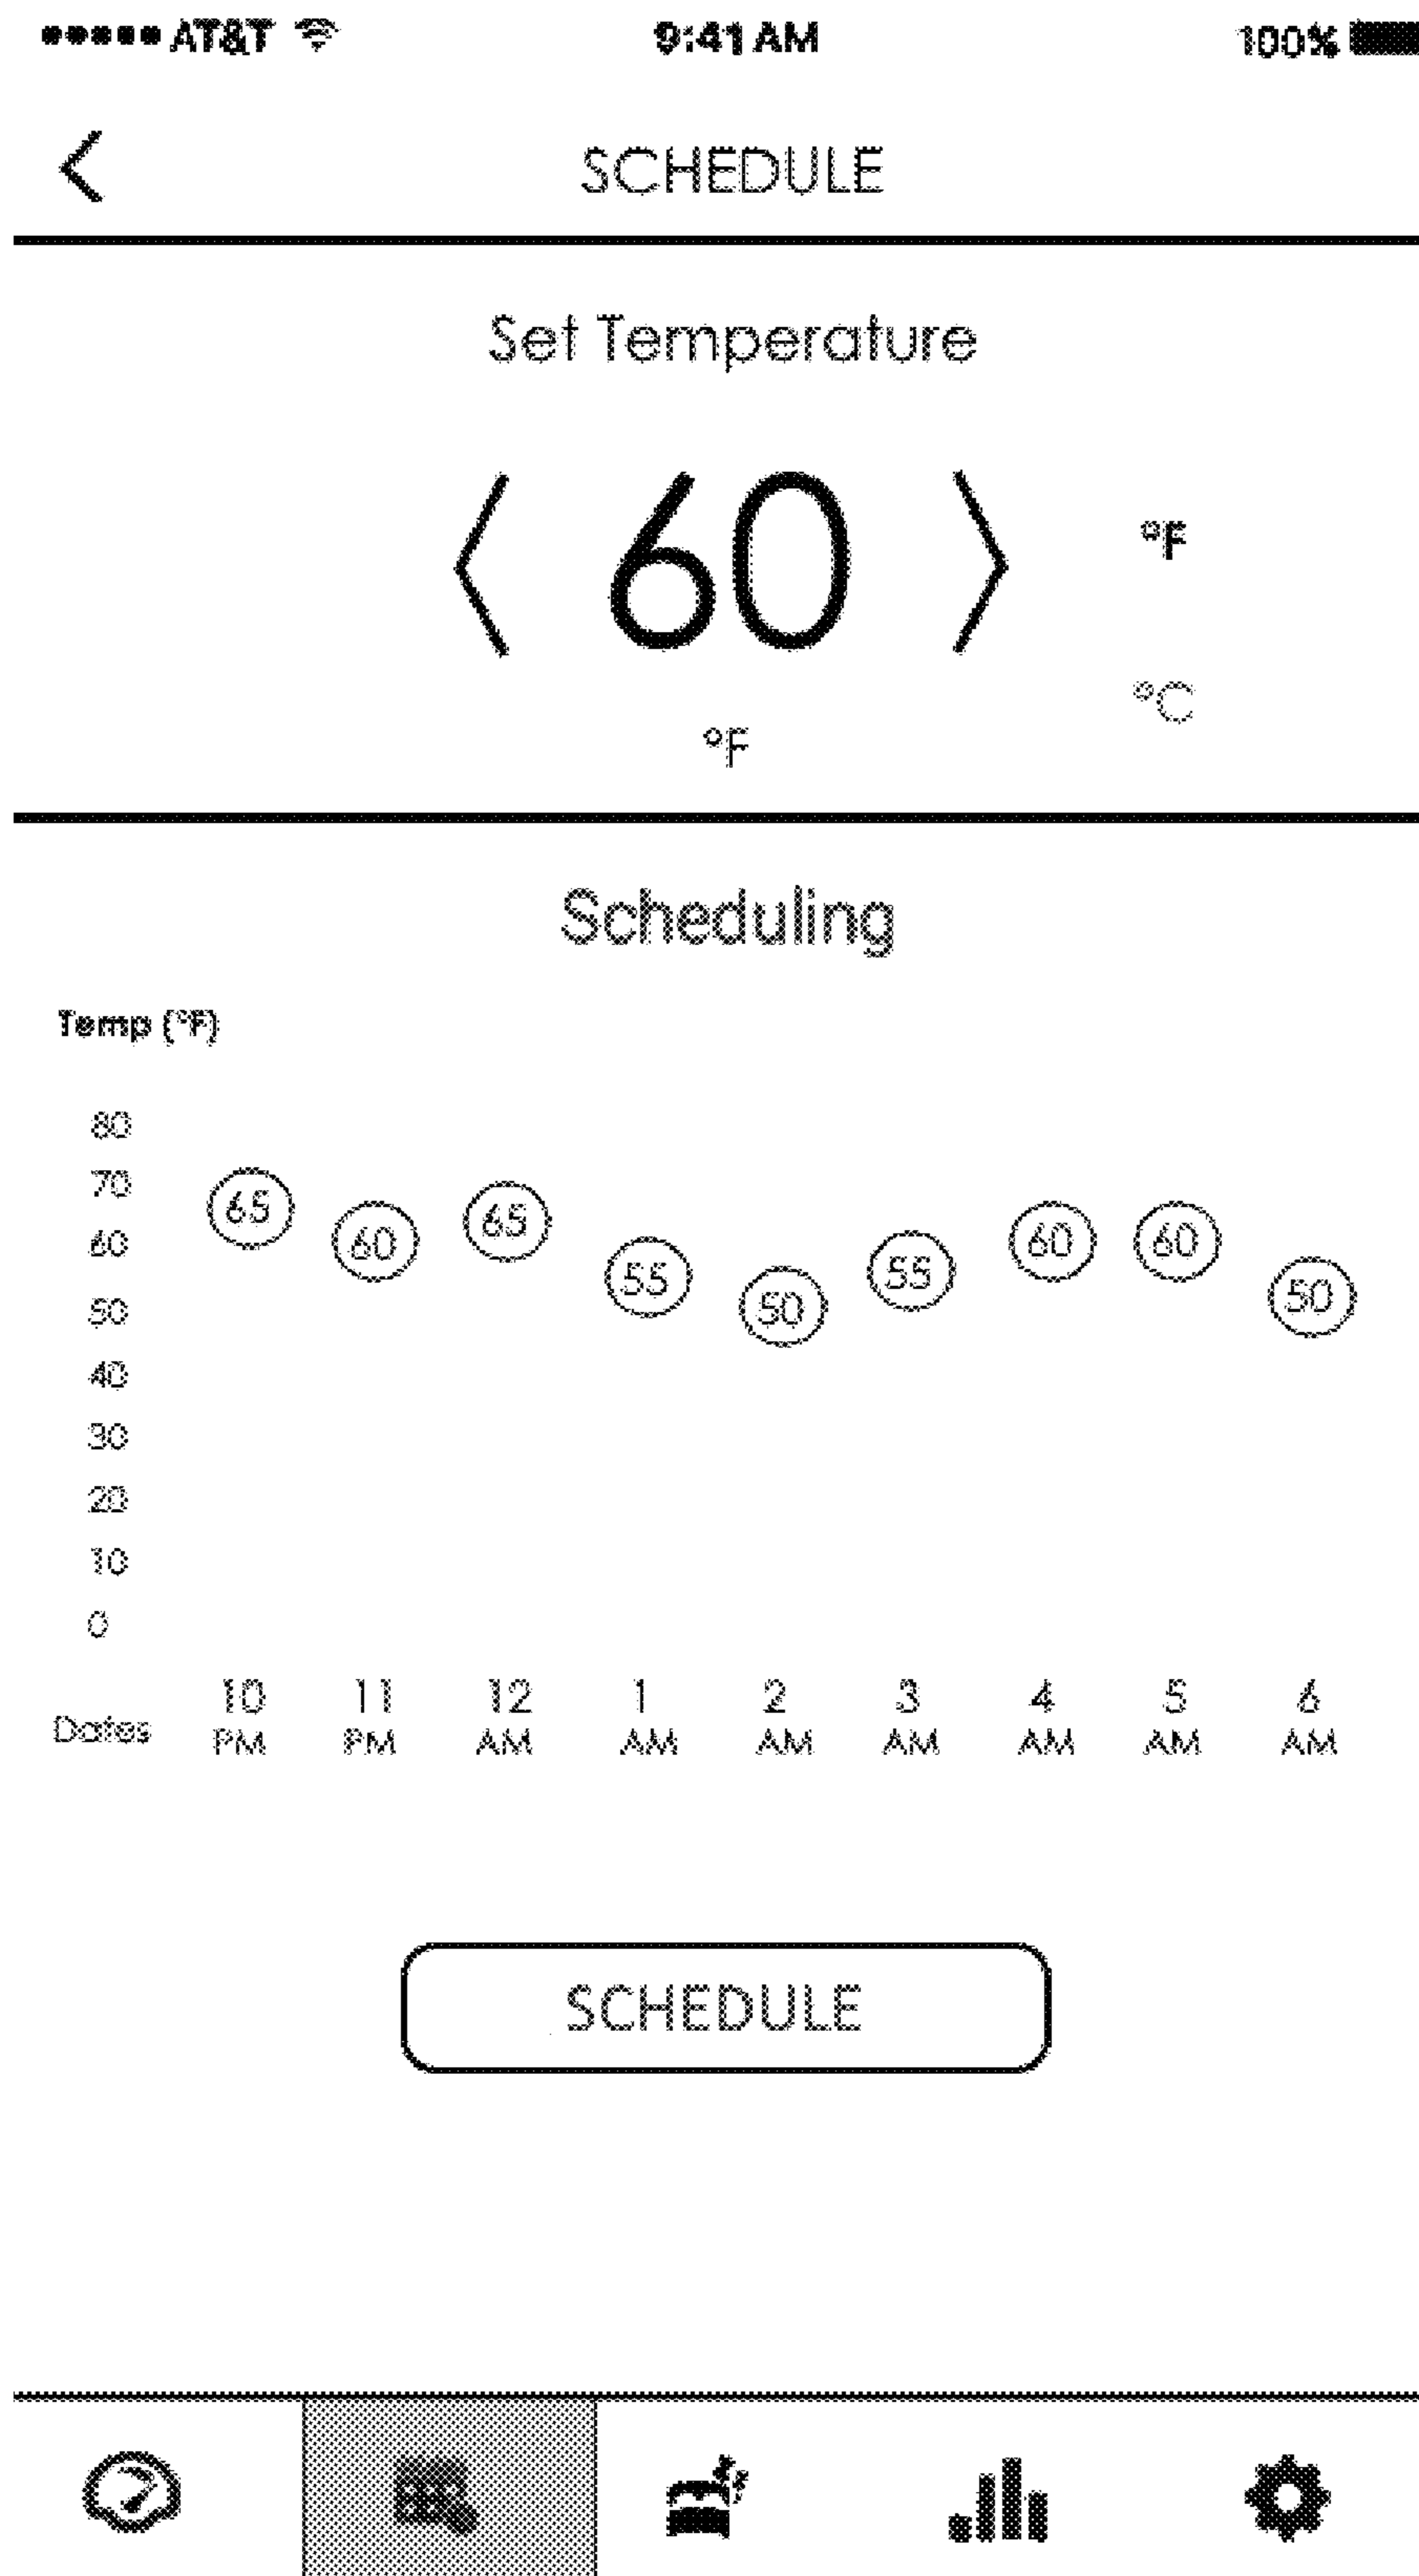 AT&T 9:41 AM 100%
SCHEDULE
Set Temperature
60
°F
°C
°F
Scheduling
Temp (°F)
80
70
60
50
40
30
20
10
0
65 60 65 55 50 55 60 60 50
10 11 12 1 2 3 4 5 6
Dates PM PM AM AM AM AM AM AM AM
SCHEDULE